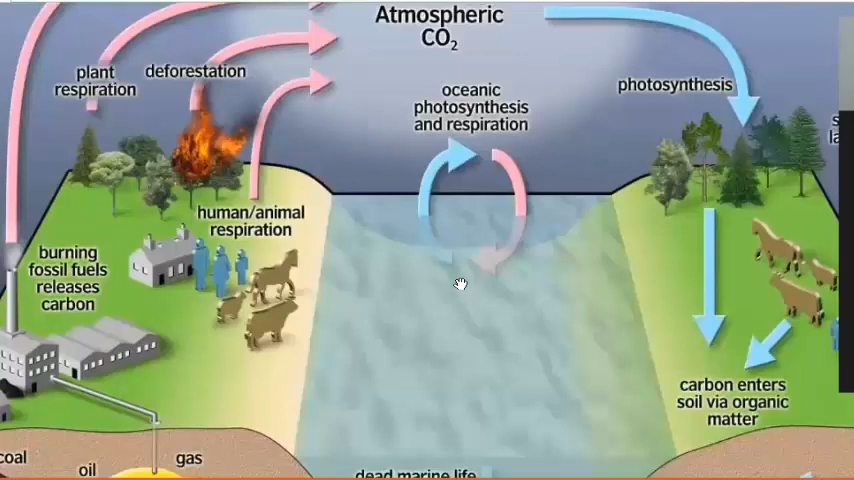 Atmospheric
CO₂
plant
respiration
deforestation
oceanic
photosynthesis
and respiration
photosynthesis
human/animal
respiration
burning
fossil fuels
releases
carbon
carbon enters
soil via organic
matter
coal
oil
gas
dead marine life